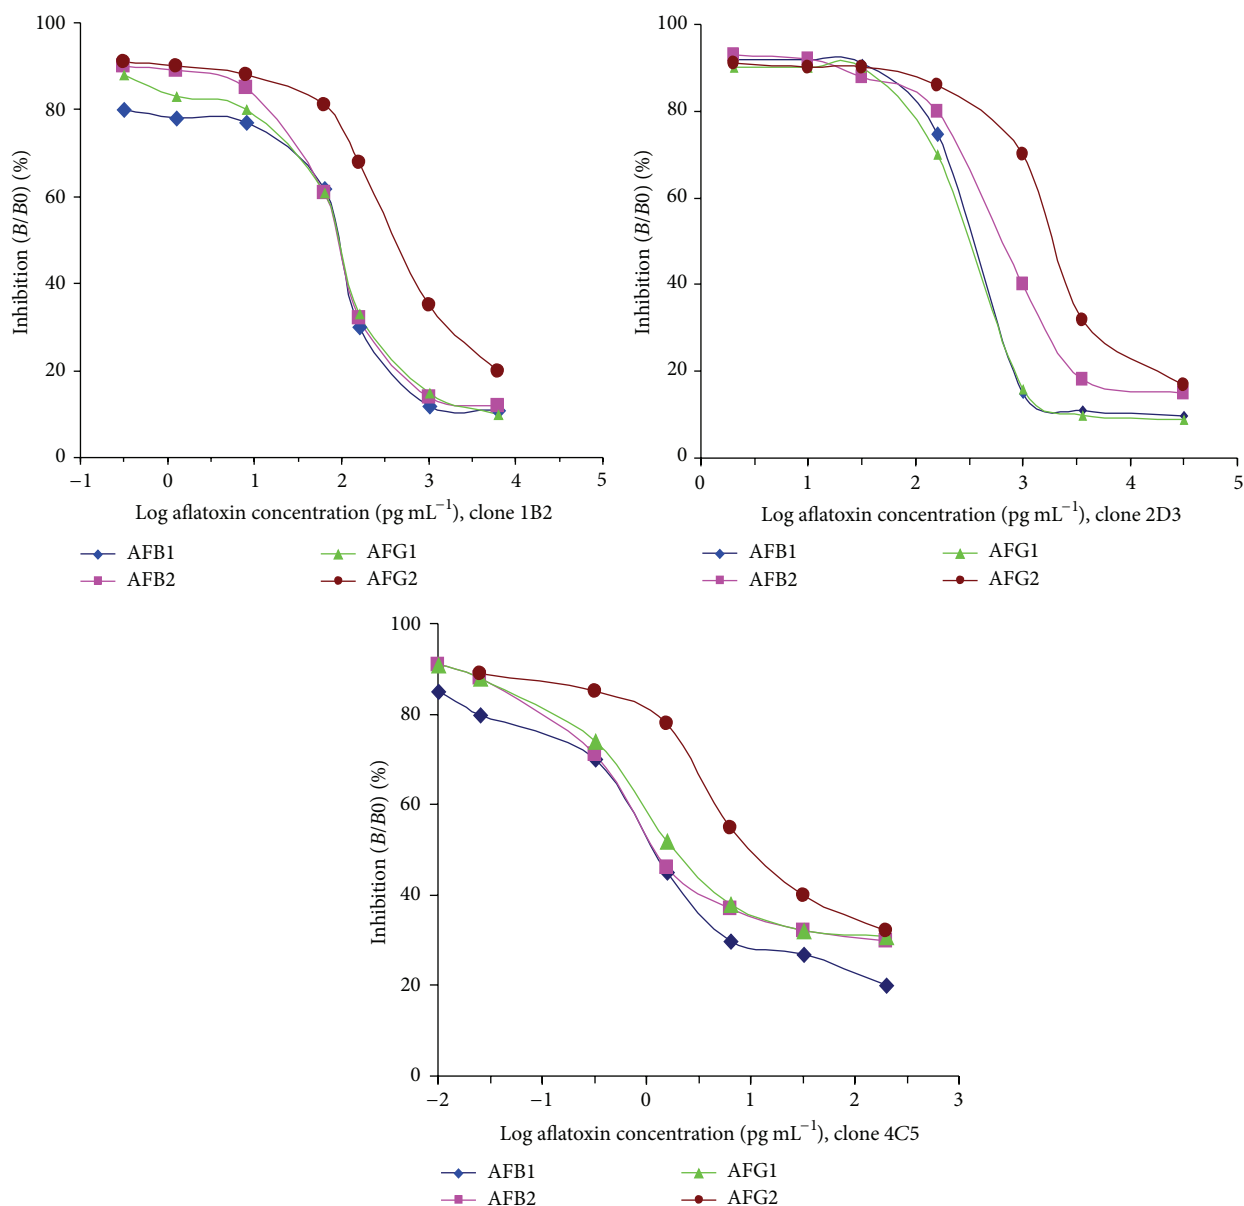 100
80
60
40
20
0
Inhibition (B/B0) (%)
−1 0 1 2 3 4 5
Log aflatoxin concentration (pg mL⁻¹), clone 1B2
AFB1 AFG1
AFB2 AFG2
100
80
60
40
20
0
Inhibition (B/B0) (%)
0 1 2 3 4 5
Log aflatoxin concentration (pg mL⁻¹), clone 2D3
AFB1 AFG1
AFB2 AFG2
100
80
60
40
20
0
Inhibition (B/B0) (%)
−2 −1 0 1 2 3
Log aflatoxin concentration (pg mL⁻¹), clone 4C5
AFB1 AFG1
AFB2 AFG2